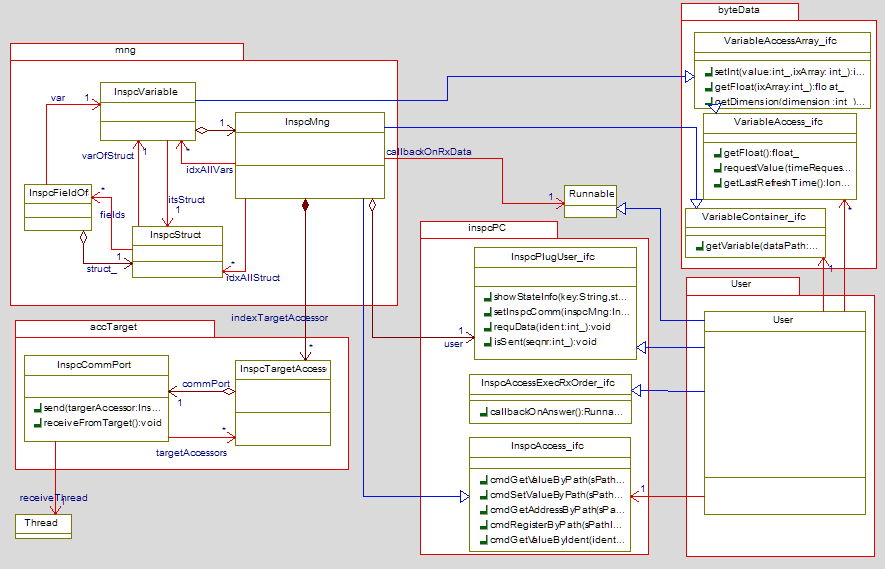 byteData
VariableAccessArray_ifc
setInt(value:int_,ixArray: int_):i...
getFloat(ixArray:int_):float_
getDimension(dimension :int_)...
VariableAccess_ifc
getFloat():float_
requestValue(timeReques...
getLastRefreshTime():lon...
*
VariableContainer_ifc
getVariable(dataPath:...
1
mng
InspcVariable
var
1
1
InspcMng
varOfStruct
1
idxAllVars
*
callbackOnRxData
InspcFieldOf
*
fields
itsStruct
1
InspcStruct
1
struct_
*
idxAllStruct
Runnable
1
inspcPC
InspcPlugUser_ifc
showStateInfo(key:String,st...
setInspcComm(inspcMng:In...
requData(ident:int_):void
isSent(seqnr:int_):void
1
user
InspcAccessExecRxOrder_ifc
callbackOnAnswer():Runna...
InspcAccess_ifc
cmdGetValueByPath(sPath...
cmdSetValueByPath(sPath...
cmdGetAddressByPath(sPa...
cmdRegisterByPath(sPathI...
cmdGetValueByIdent(ident...
1
User
User
indexTargetAccessor
*
accTarget
InspcCommPort
send(targerAccessor:Ins...
receiveFromTarget():void
commPort
1
InspcTargetAccess
*
targetAccessors
receiveThread
1
Thread